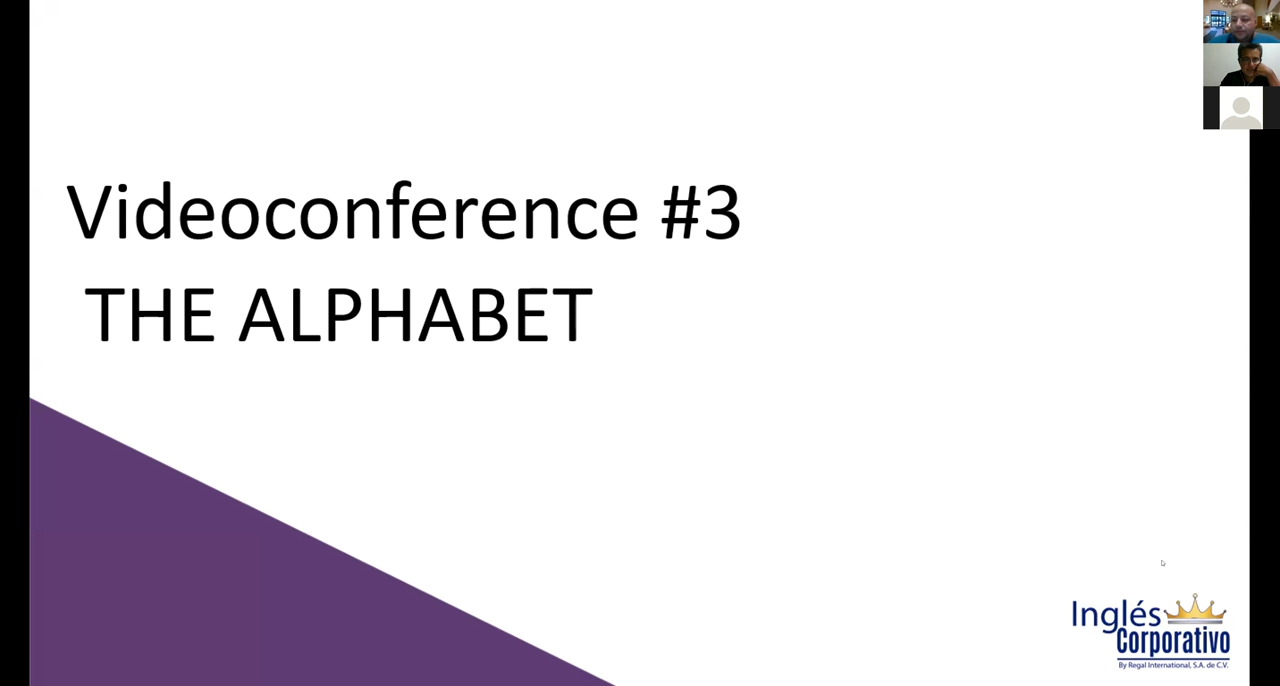 Videoconference #3
THE ALPHABET
Inglés
Corporativo
By Regal International, S.A. de C.V.